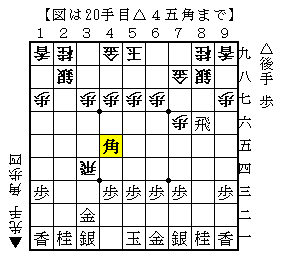 【図は20手目△４五角まで】
1 2 3 4 5 6 7 8 9
香 桂 金 王 桂 香 九
銀 金 銀 八
歩 歩 歩 歩 歩 歩 七
歩 飛 六
角 五
飛 四
歩 歩 歩 歩 歩 歩 三
金 二
香 桂 銀 玉 金 銀 桂 香 一
△後手 歩
▲先手 角歩四